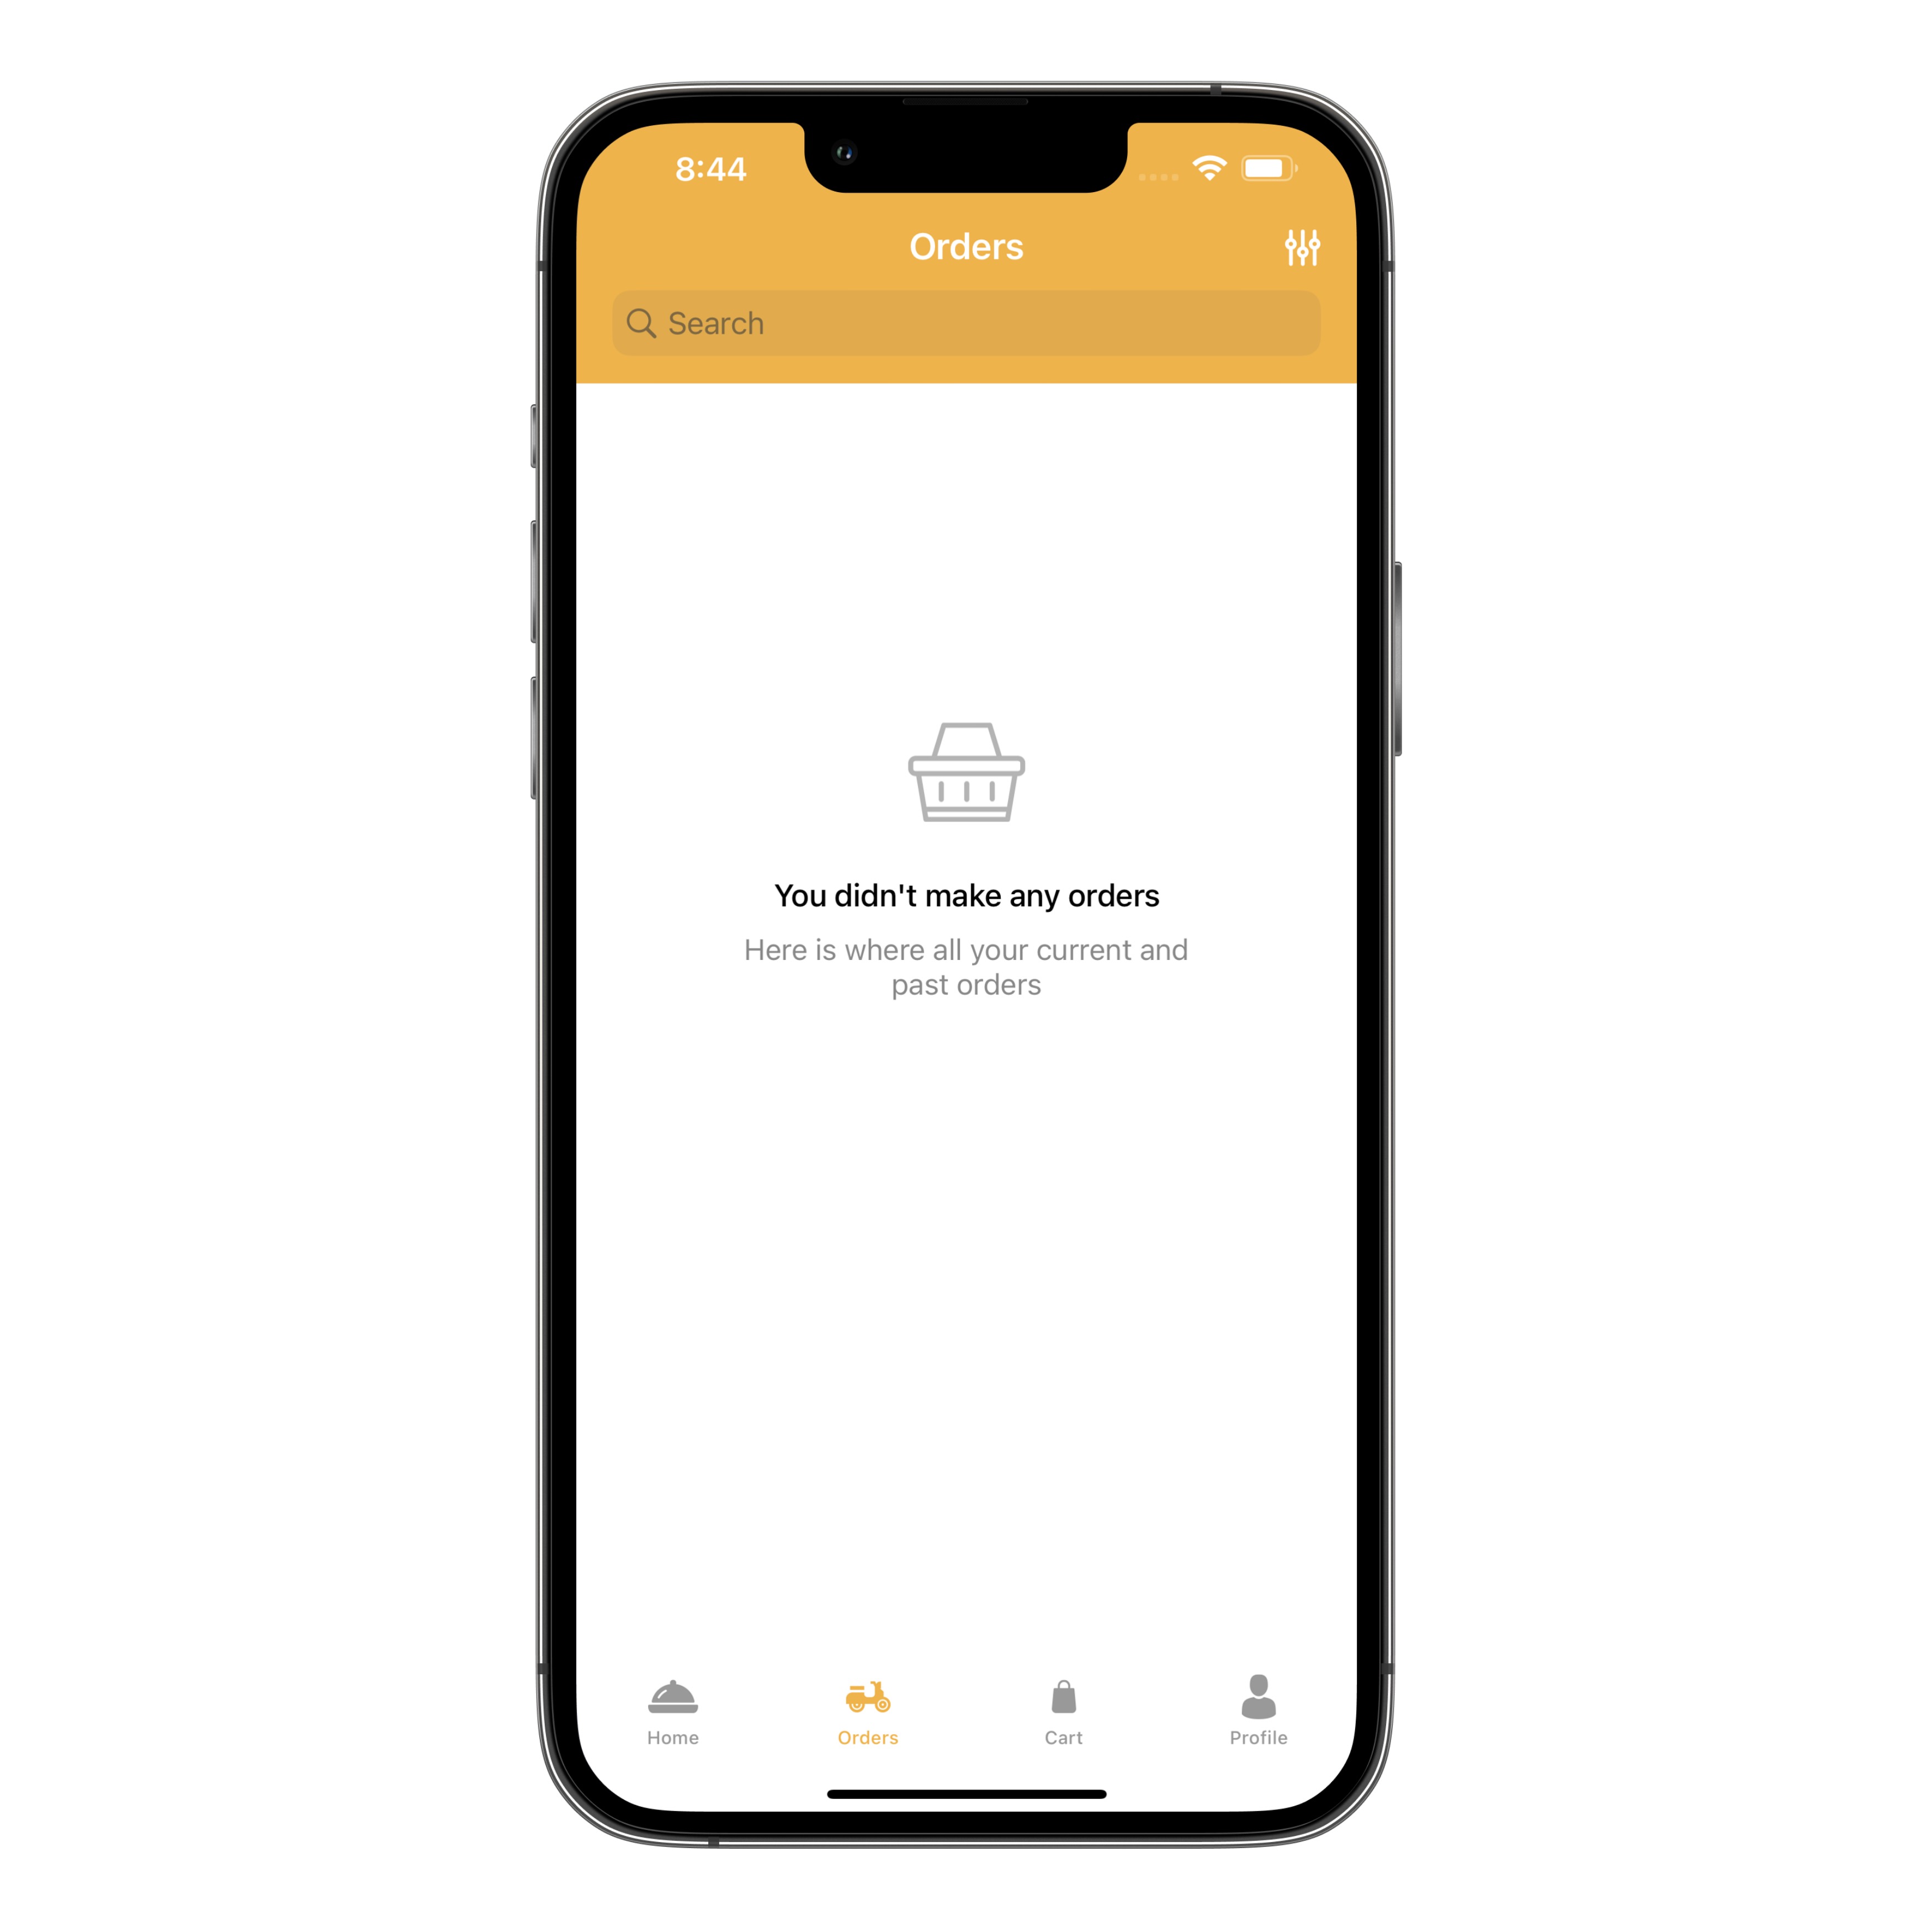 8:44
Orders
Search
You didn't make any orders
Here is where all your current and
past orders
Home
Orders
Cart
Profile